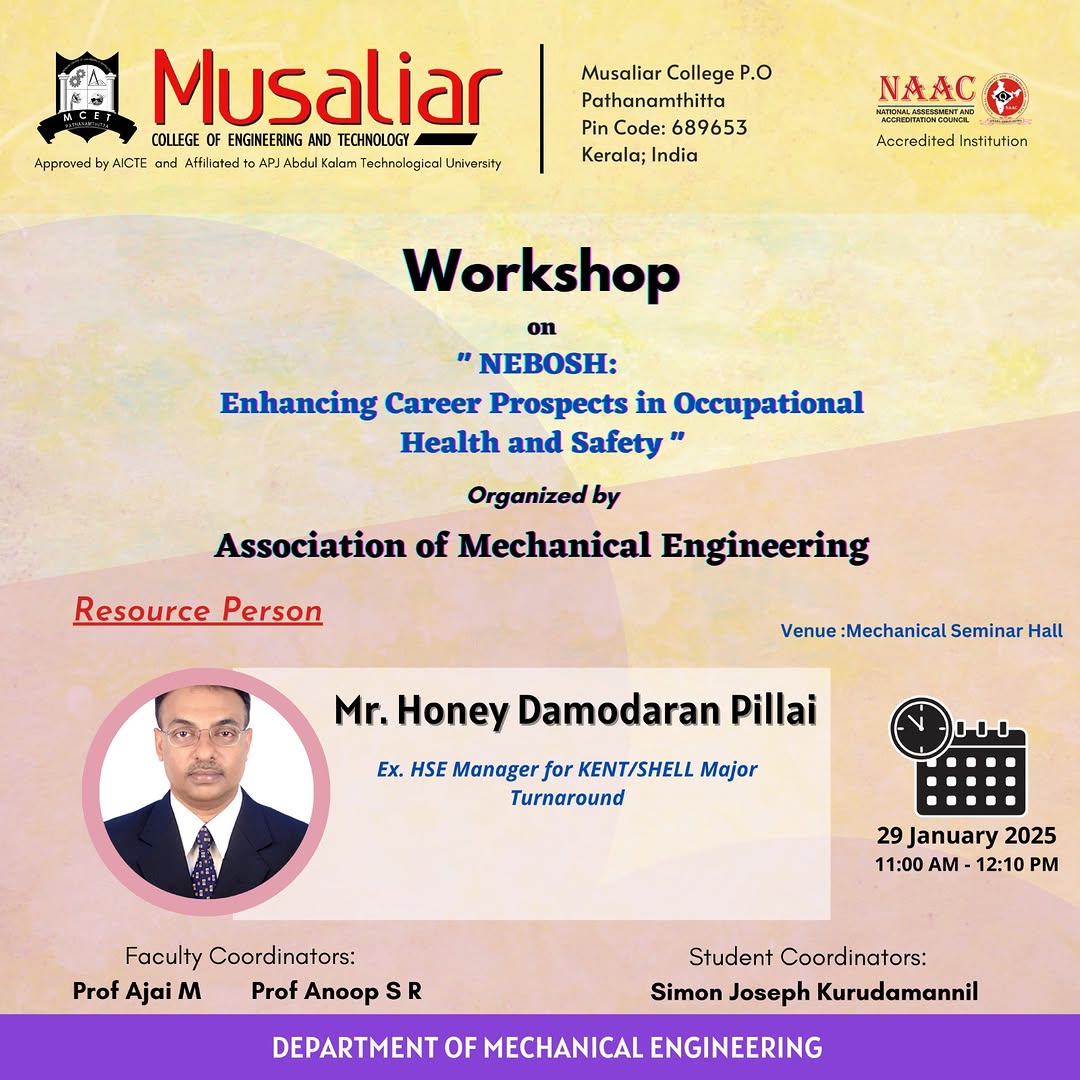 MCET
PATHANAMTHITTA
Musaliar
COLLEGE OF ENGINEERING AND TECHNOLOGY
Approved by AICTE and Affiliated to APJ Abdul Kalam Technological University
Musaliar College P.O
Pathanamthitta
Pin Code: 689653
Kerala; India
NAAC
NATIONAL ASSESSMENT AND
ACCREDITATION COUNCIL
Accredited Institution
Workshop
on
" NEBOSH:
Enhancing Career Prospects in Occupational
Health and Safety "
Organized by
Association of Mechanical Engineering
Resource Person
Venue :Mechanical Seminar Hall
Mr. Honey Damodaran Pillai
Ex. HSE Manager for KENT/SHELL Major
Turnaround
29 January 2025
11:00 AM - 12:10 PM
Faculty Coordinators:
Prof Ajai M Prof Anoop S R
Student Coordinators:
Simon Joseph Kurudamannil
DEPARTMENT OF MECHANICAL ENGINEERING